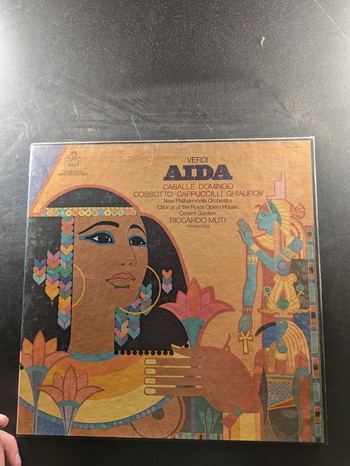 VERDI
AIDA
CABALLÉ·DOMINGO
COSSOTTO·CAPPUCCILLI·GHIAUROV
New Philharmonia Orchestra
Chorus of the Royal Opera House,
Covent Garden
RICCARDO MUTI
conducting